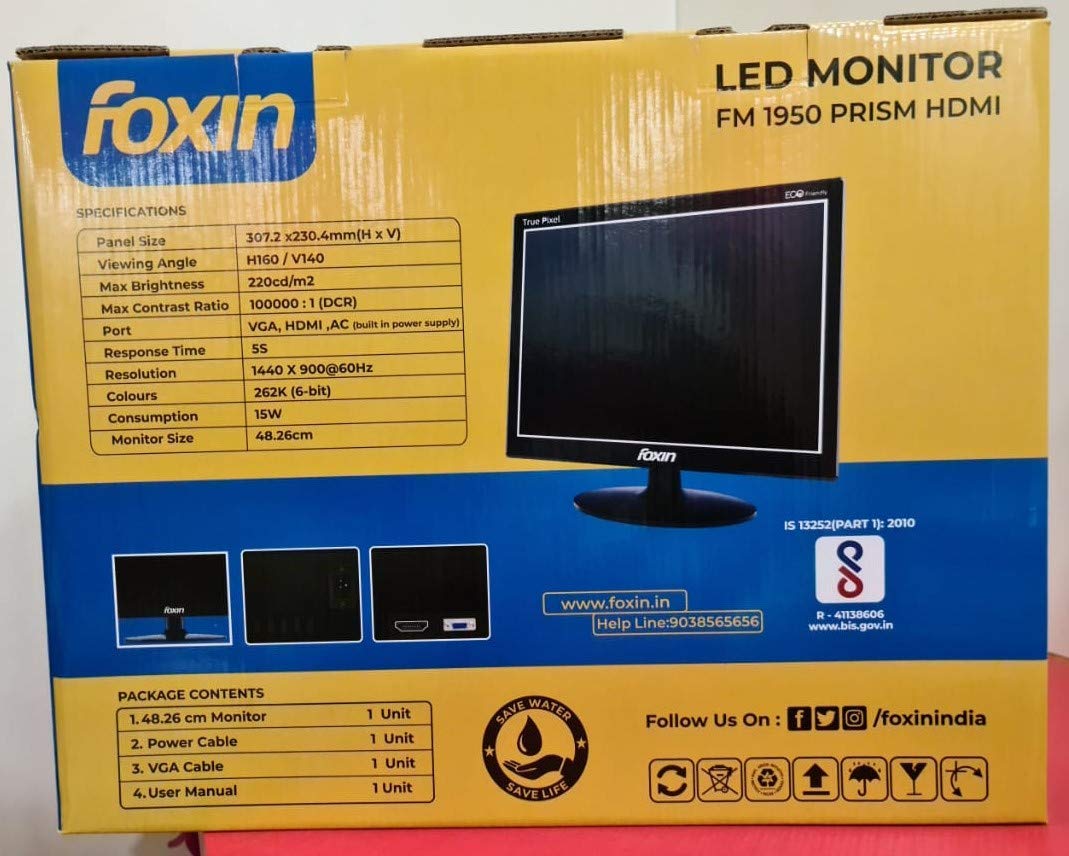 foxin
LED MONITOR
FM 1950 PRISM HDMI
SPECIFICATIONS
Panel Size 307.2 x230.4mm(H x V)
Viewing Angle H160 / V140
Max Brightness 220cd/m2
Max Contrast Ratio 100000 : 1 (DCR)
Port VGA, HDMI ,AC (built in power supply)
Response Time 5S
Resolution 1440 X 900@60Hz
Colours 262K (6-bit)
Consumption 15W
Monitor Size 48.26cm
True Pixel
ECO Friendly
foxin
IS 13252(PART 1): 2010
R - 41138606
www.bis.gov.in
foxin
www.foxin.in
Help Line:9038565656
PACKAGE CONTENTS
1. 48.26 cm Monitor 1 Unit
2. Power Cable 1 Unit
3. VGA Cable 1 Unit
4. User Manual 1 Unit
SAVE WATER
SAVE LIFE
Follow Us On : /foxinindia